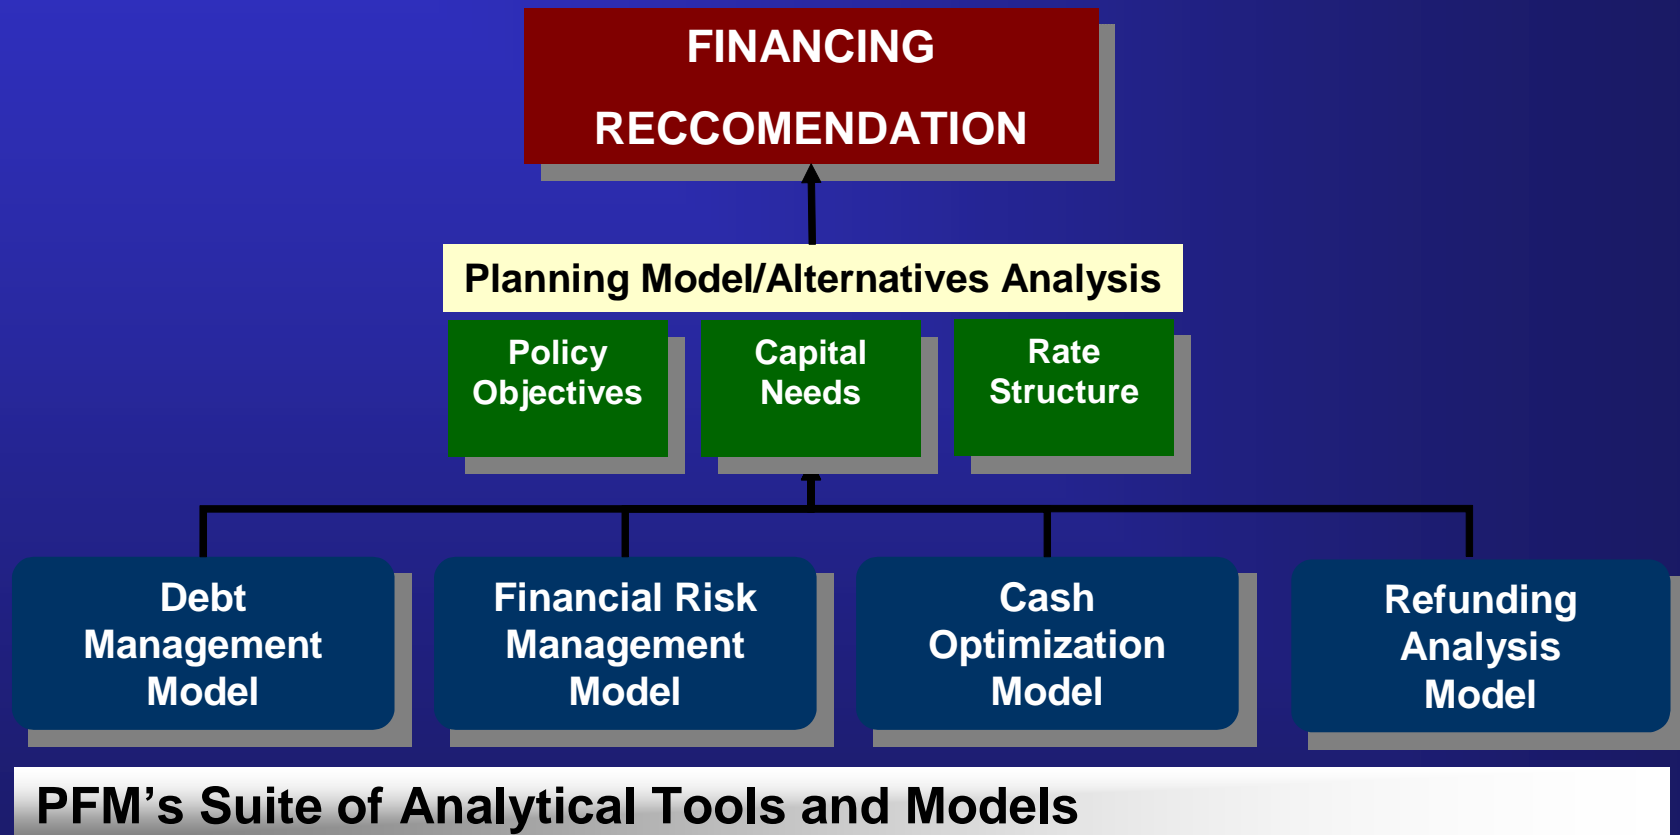 FINANCING
RECCOMENDATION
Planning Model/Alternatives Analysis
Policy
Objectives
Capital
Needs
Rate
Structure
Debt
Management
Model
Financial Risk
Management
Model
Cash
Optimization
Model
Refunding
Analysis
Model
PFM’s Suite of Analytical Tools and Models